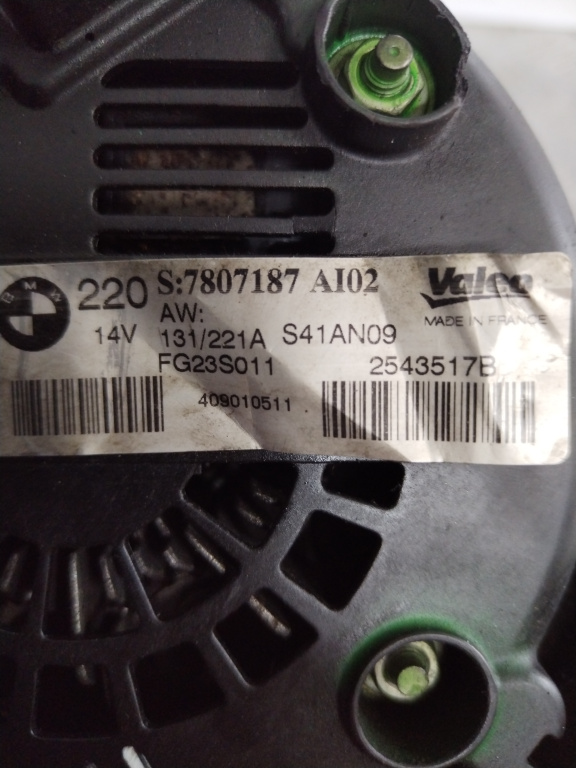 BMW
220 S:7807187 AI02 Valeo
AW:
14V 131/221A S41AN09 MADE IN FRANCE
FG23S011 2543517B
409010511